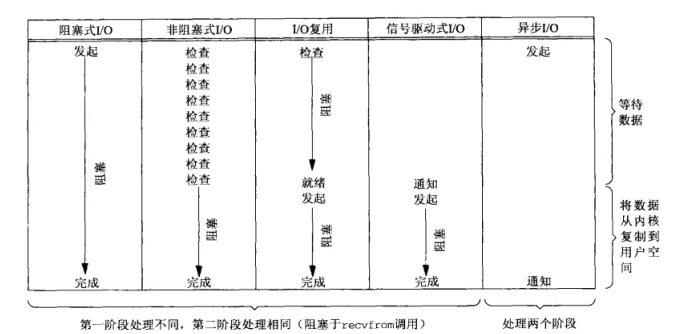 阻塞式I/O 非阻塞式I/O I/O复用 信号驱动式I/O 异步I/O
发起 检查 检查 发起
检查
检查
检查
检查
检查
检查
检查
检查
阻塞
等待
数据
阻塞
就绪 通知
发起 发起
阻塞 阻塞 阻塞
将数据
从内核
复制到
用户空
间
完成 完成 完成 完成 通知
第一阶段处理不同，第二阶段处理相同（阻塞于recvfrom调用） 处理两个阶段